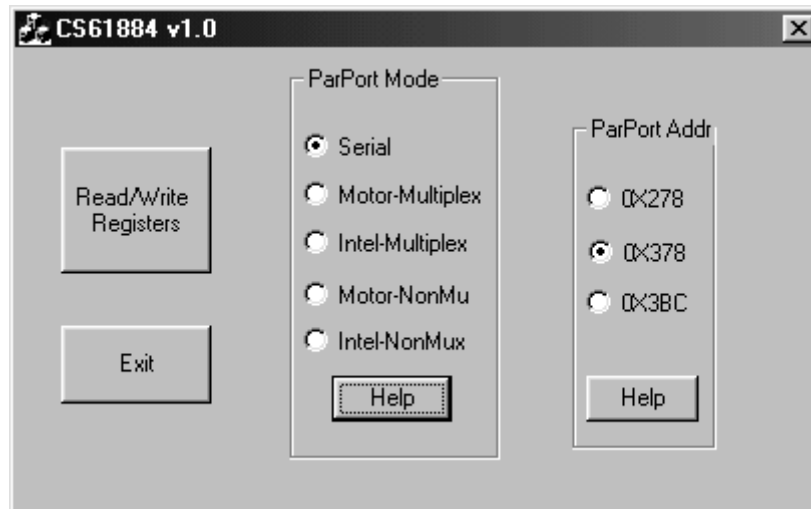 CS61884 v1.0
ParPort Mode
Serial
Motor-Multiplex
Intel-Multiplex
Motor-NonMu
Intel-NonMux
Help
Read/Write
Registers
Exit
ParPort Addr
0X278
0X378
0X3BC
Help